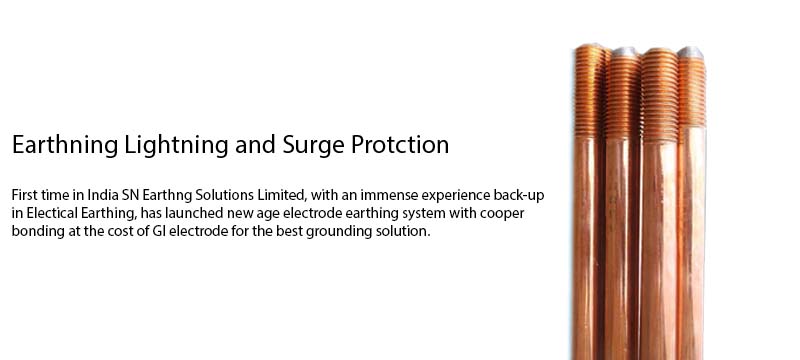 Earthning Lightning and Surge Protction
First time in India SN Earthng Solutions Limited, with an immense experience back-up
in Electical Earthing, has launched new age electrode earthing system with cooper
bonding at the cost of GI electrode for the best grounding solution.